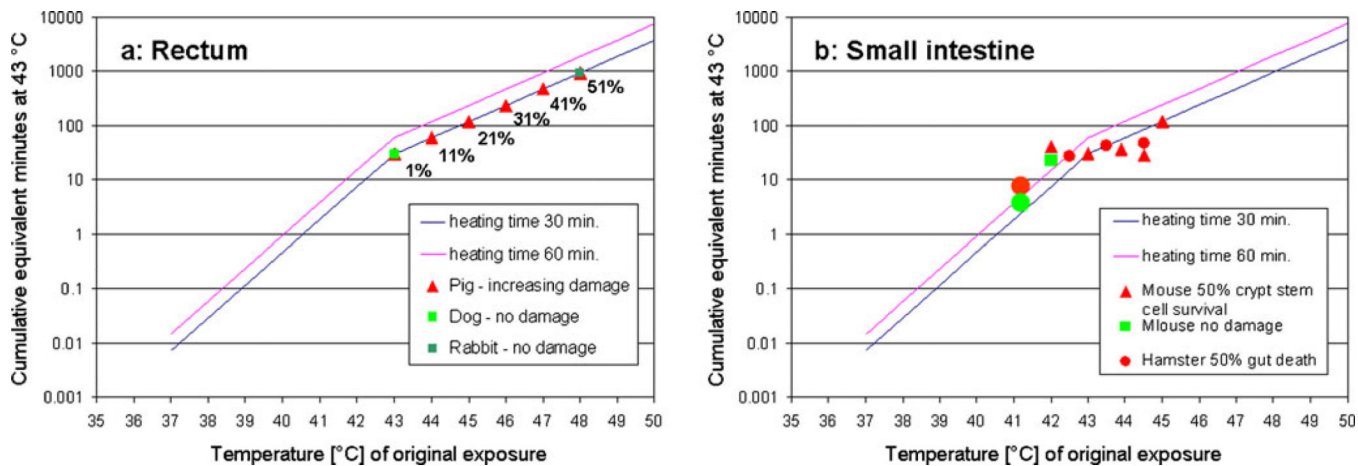 Cumulative equivalent minutes at 43 °C
10000
1000
100
10
1
0.1
0.01
0.001
a: Rectum
1%
11%
21%
31%
41%
51%
heating time 30 min.
heating time 60 min.
Pig - increasing damage
Dog - no damage
Rabbit - no damage
35 36 37 38 39 40 41 42 43 44 45 46 47 48 49 50
Temperature [°C] of original exposure
Cumulative equivalent minutes at 43 °C
10000
1000
100
10
1
0.1
0.01
0.001
b: Small intestine
heating time 30 min.
heating time 60 min.
Mouse 50% crypt stem
cell survival
Mlouse no damage
Hamster 50% gut death
35 36 37 38 39 40 41 42 43 44 45 46 47 48 49 50
Temperature [°C] of original exposure